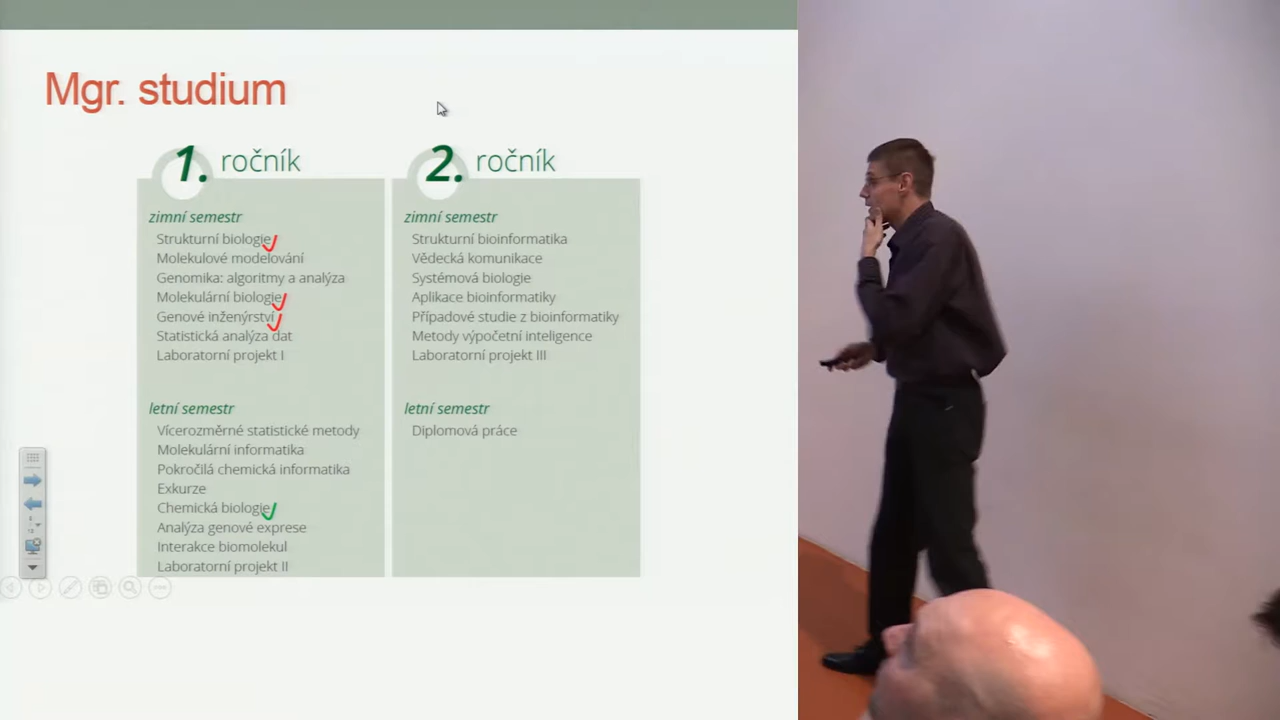 Mgr. studium
1. ročník
zimní semestr
Strukturní biologie
Molekulové modelování
Genomika: algoritmy a analýza
Molekulární biologie
Genové inženýrství
Statistická analýza dat
Laboratorní projekt I
letní semestr
Vícerozměrné statistické metody
Molekulární informatika
Pokročilá chemická informatika
Exkurze
Chemická biologie
Analýza genové exprese
Interakce biomolekul
Laboratorní projekt II
2. ročník
zimní semestr
Strukturní bioinformatika
Vědecká komunikace
Systémová biologie
Aplikace bioinformatiky
Případové studie z bioinformatiky
Metody výpočetní inteligence
Laboratorní projekt III
letní semestr
Diplomová práce